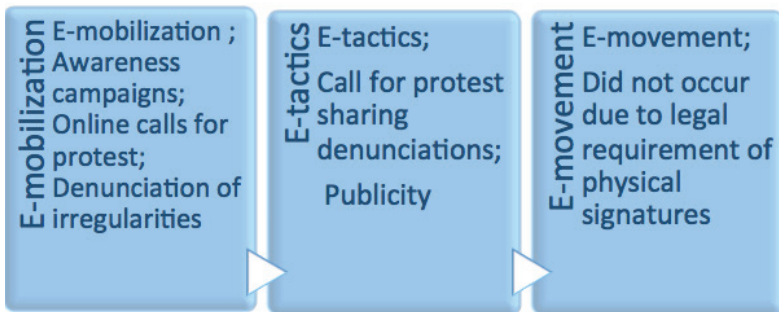 E-mobilization
E-mobilization ;
Awareness
campaigns;
Online calls for
protest;
Denunciation of
irregularities
E-tactics
E-tactics;
Call for protest
sharing
denunciations;
Publicity
E-movement
E-movement;
Did not occur
due to legal
requirement of
physical
signatures